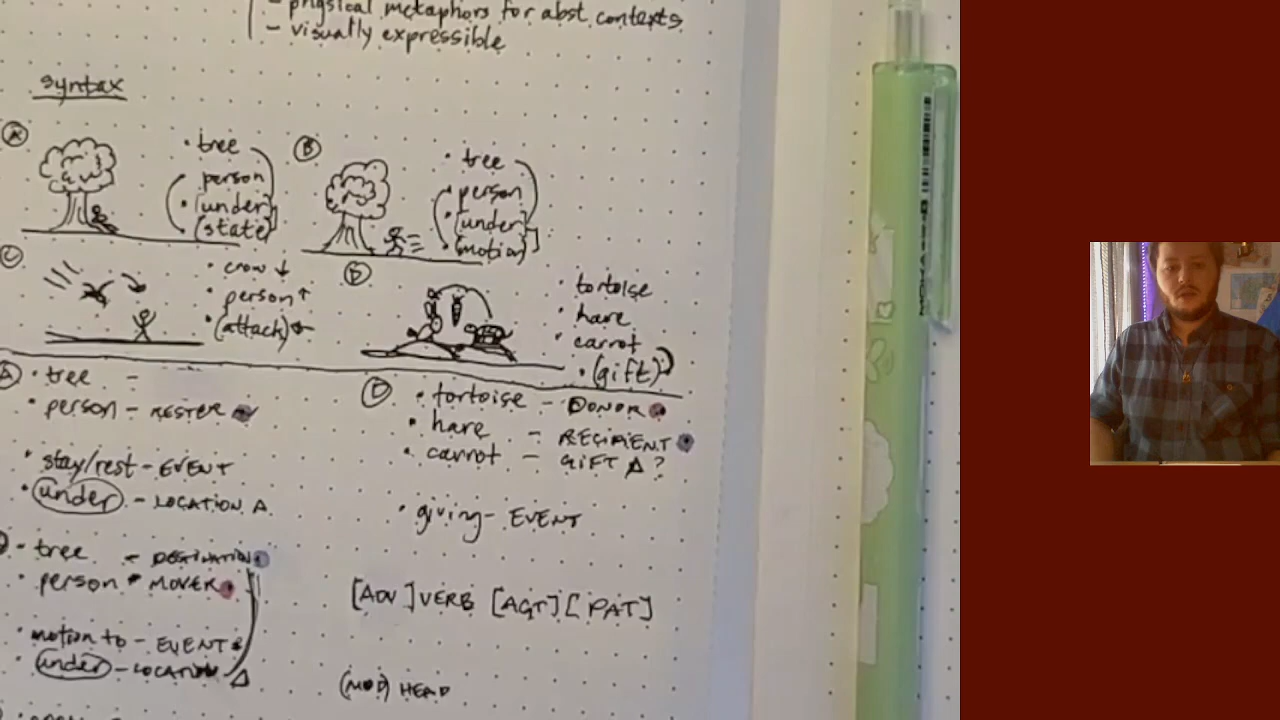 - physical metaphors for abst. contexts
- visually expressible
syntax
A
• tree
person
• (under)
(state)
B
• tree
person
• (under)
• (motion)
C
• crow ↓
• person ↑
• (attack)
D
• tortoise
• hare
• carrot
• (gift)
A • tree -
• person - RESTER
• stay/rest - EVENT
• under - LOCATION
D • tortoise - DONOR
• hare - RECIPIENT
• carrot - GIFT ?
• giving - EVENT
• tree - DESTINATION
• person - MOVER
• motion to - EVENT
• under - LOCATION
[ADV] VERB [AGT] [PAT]
(MOD) HEAD